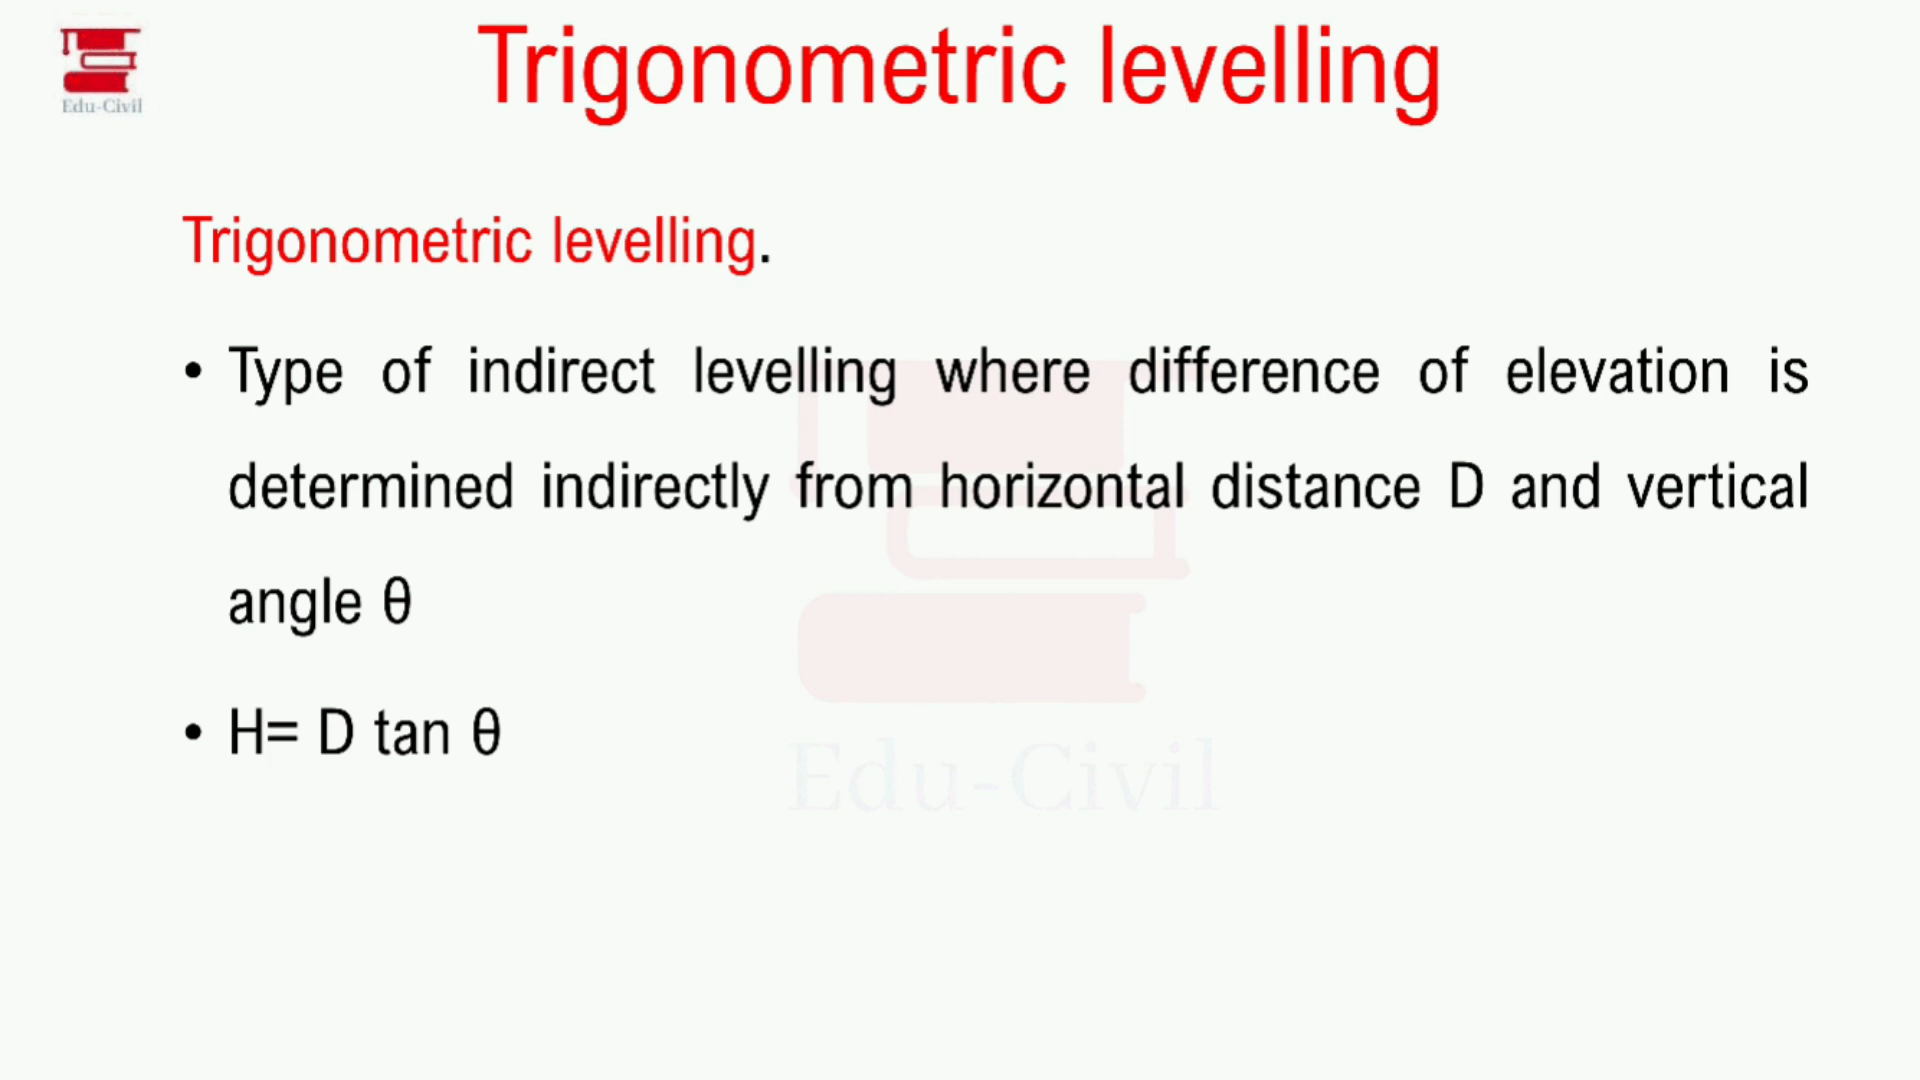 Edu-Civil
Trigonometric levelling
Trigonometric levelling.
• Type of indirect levelling where difference of elevation is
determined indirectly from horizontal distance D and vertical
angle θ
• H= D tan θ
Edu-Civil